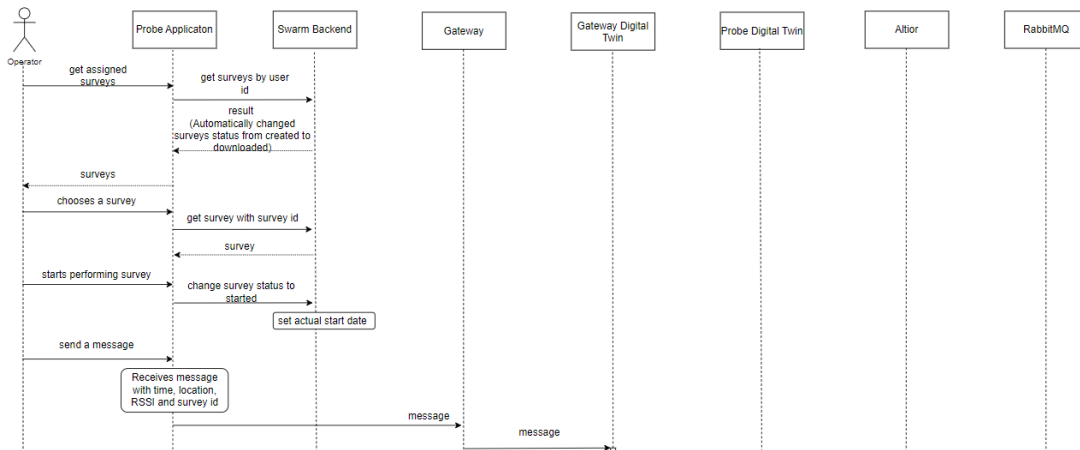 Probe Applicaton
Swarm Backend
Gateway
Gateway Digital
Twin
Probe Digital Twin
Altior
RabbitMQ
Operator
get assigned
surveys
get surveys by user
id
result
(Automatically changed
surveys status from created to
downloaded)
surveys
chooses a survey
get survey with survey id
survey
starts performing survey
change survey status to
started
set actual start date
send a message
Receives message
with time, location,
RSSI and survey id
message
message